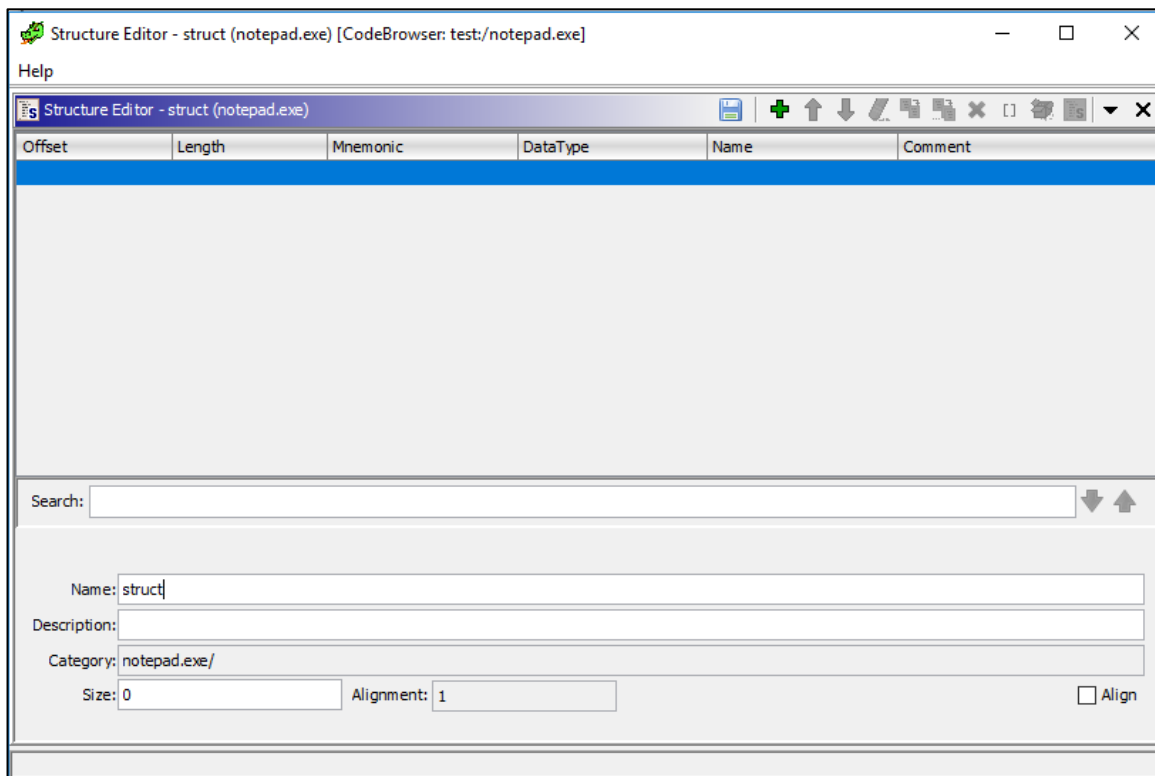 Structure Editor - struct (notepad.exe) [CodeBrowser: test:/notepad.exe]
Help
Structure Editor - struct (notepad.exe)
Offset Length Mnemonic DataType Name Comment
Search:
Name: struct
Description:
Category: notepad.exe/
Size: 0 Alignment: 1 Align